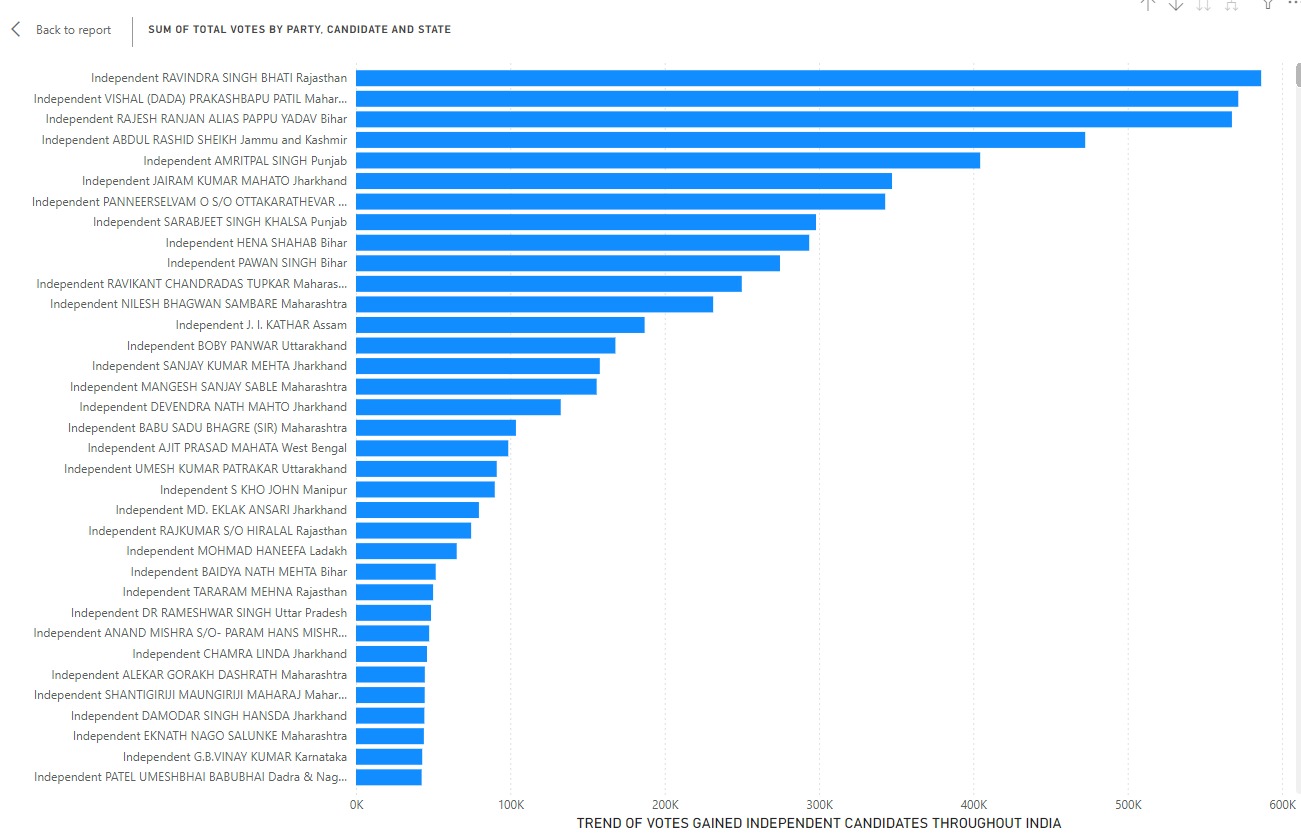 Back to report
SUM OF TOTAL VOTES BY PARTY, CANDIDATE AND STATE
Independent RAVINDRA SINGH BHATI Rajasthan
Independent VISHAL (DADA) PRAKASHBAPU PATIL Mahar...
Independent RAJESH RANJAN ALIAS PAPPU YADAV Bihar
Independent ABDUL RASHID SHEIKH Jammu and Kashmir
Independent AMRITPAL SINGH Punjab
Independent JAIRAM KUMAR MAHATO Jharkhand
Independent PANNEERSELVAM O S/O OTTAKARATHEVAR ...
Independent SARABJEET SINGH KHALSA Punjab
Independent HENA SHAHAB Bihar
Independent PAWAN SINGH Bihar
Independent RAVIKANT CHANDRADAS TUPKAR Maharas...
Independent NILESH BHAGWAN SAMBARE Maharashtra
Independent J. I. KATHAR Assam
Independent BOBY PANWAR Uttarakhand
Independent SANJAY KUMAR MEHTA Jharkhand
Independent MANGESH SANJAY SABLE Maharashtra
Independent DEVENDRA NATH MAHTO Jharkhand
Independent BABU SADU BHAGRE (SIR) Maharashtra
Independent AJIT PRASAD MAHATA West Bengal
Independent UMESH KUMAR PATRAKAR Uttarakhand
Independent S KHO JOHN Manipur
Independent MD. EKLAK ANSARI Jharkhand
Independent RAJKUMAR S/O HIRALAL Rajasthan
Independent MOHMAD HANEEFA Ladakh
Independent BAIDYA NATH MEHTA Bihar
Independent TARARAM MEHNA Rajasthan
Independent DR RAMESHWAR SINGH Uttar Pradesh
Independent ANAND MISHRA S/O- PARAM HANS MISHR...
Independent CHAMRA LINDA Jharkhand
Independent ALEKAR GORAKH DASHRATH Maharashtra
Independent SHANTIGIRIJI MAUNGIRIJI MAHARAJ Mahar...
Independent DAMODAR SINGH HANSDA Jharkhand
Independent EKNATH NAGO SALUNKE Maharashtra
Independent G.B.VINAY KUMAR Karnataka
Independent PATEL UMESHBHAI BABUBHAI Dadra & Nag...
0K 100K 200K 300K 400K 500K 600K
TREND OF VOTES GAINED INDEPENDENT CANDIDATES THROUGHOUT INDIA